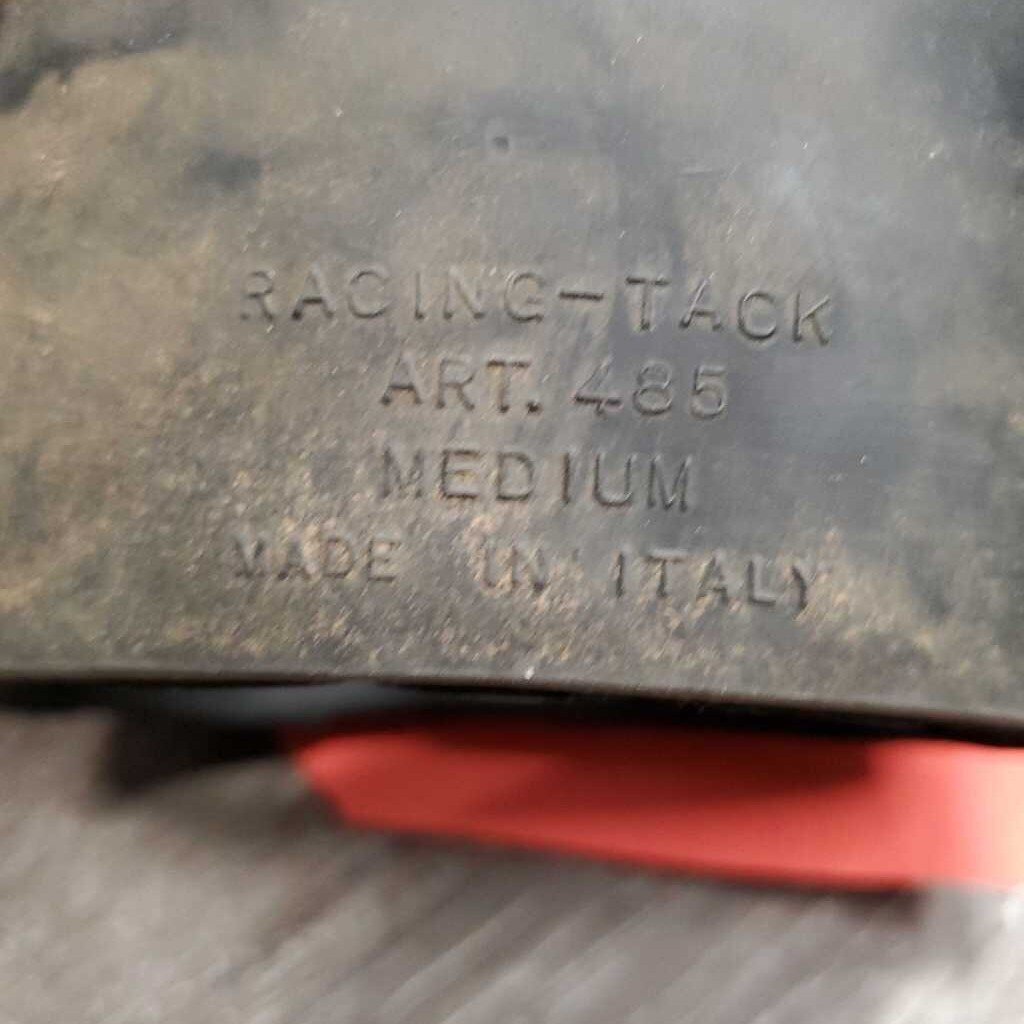 RACING-TACK
ART. 485
MEDIUM
MADE IN ITALY